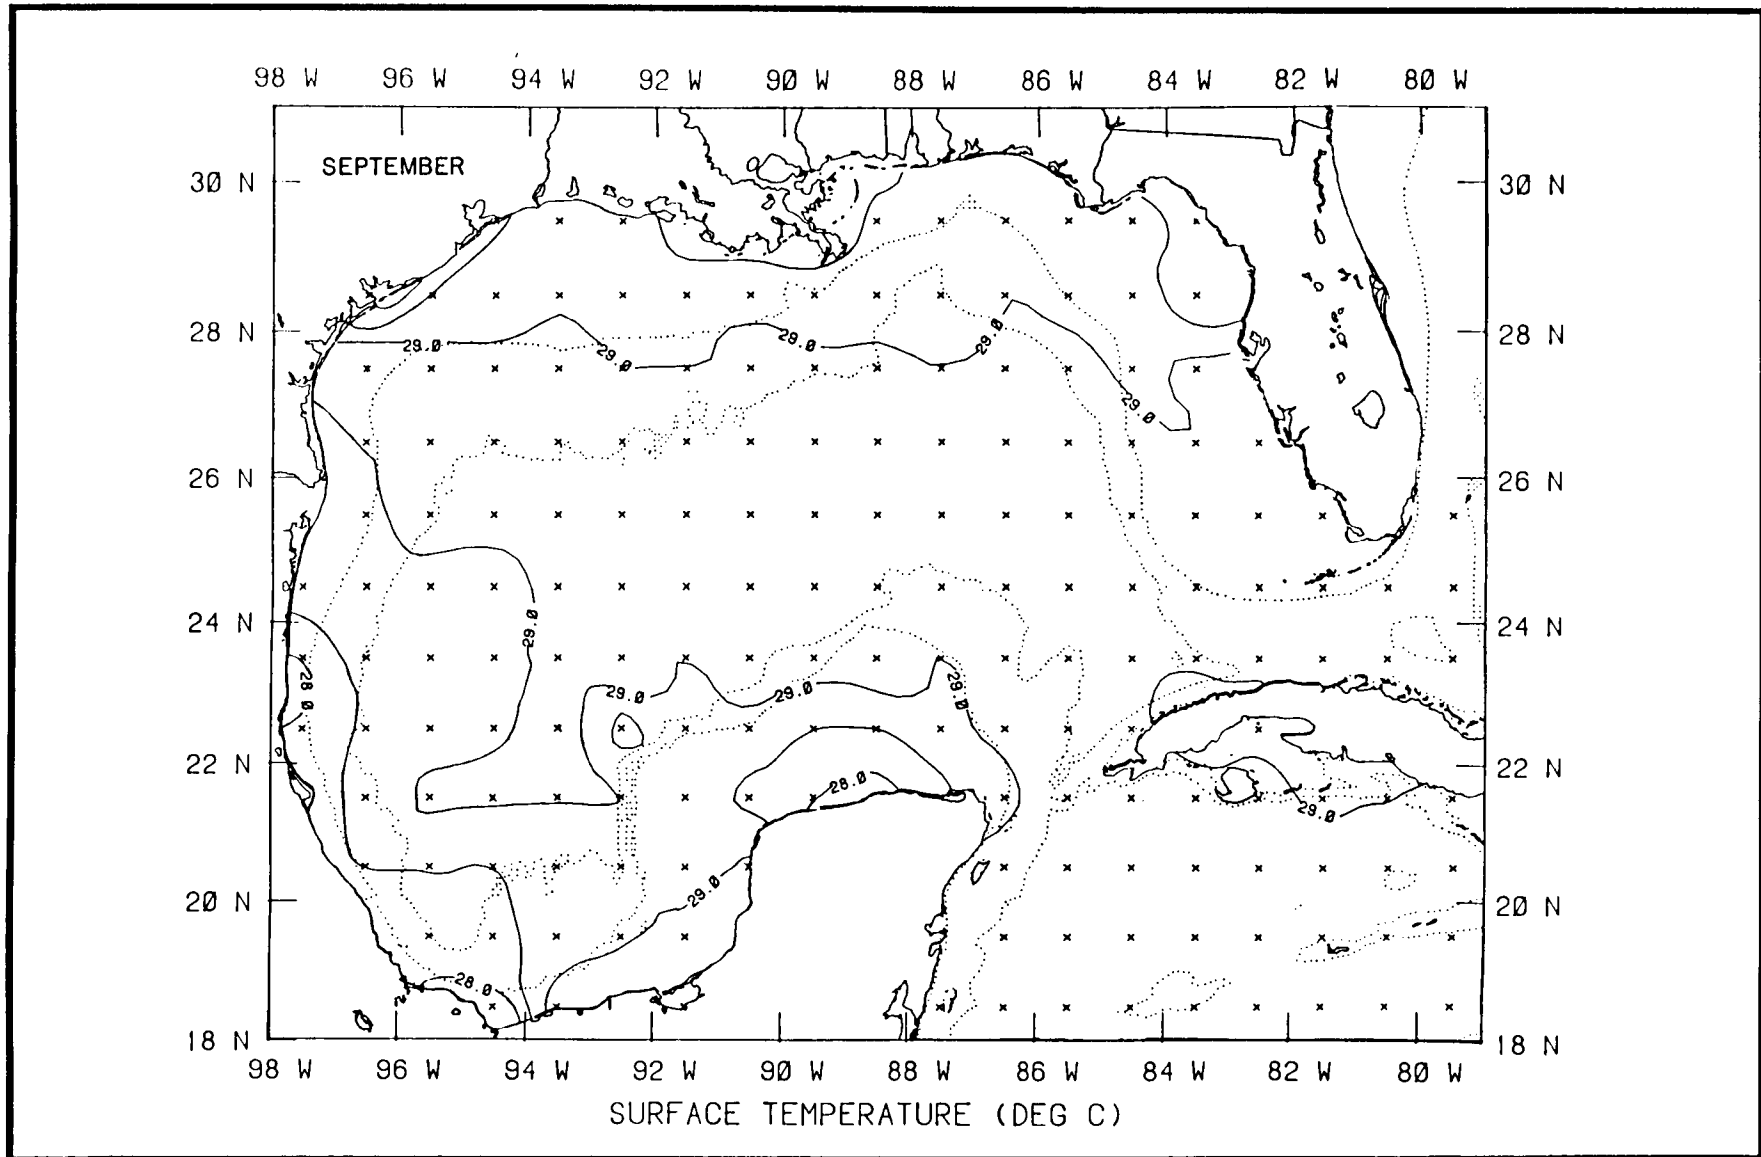 98 W 96 W 94 W 92 W 90 W 88 W 86 W 84 W 82 W 80 W
SEPTEMBER
30 N 30 N
28 N 29.0 29.0 29.0 29.0 28 N
29.0
26 N 26 N
24 N 29.0 24 N
28.0 29.0 29.0 29.0
22 N 28.0 22 N
29.0
29.0
20 N 20 N
28.0
18 N 18 N
98 W 96 W 94 W 92 W 90 W 88 W 86 W 84 W 82 W 80 W
SURFACE TEMPERATURE (DEG C)